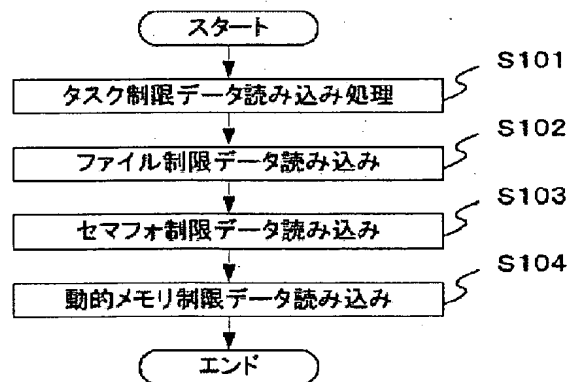 スタート
S101
タスク制限データ読み込み処理
S102
ファイル制限データ読み込み
S103
セマフォ制限データ読み込み
S104
動的メモリ制限データ読み込み
エンド